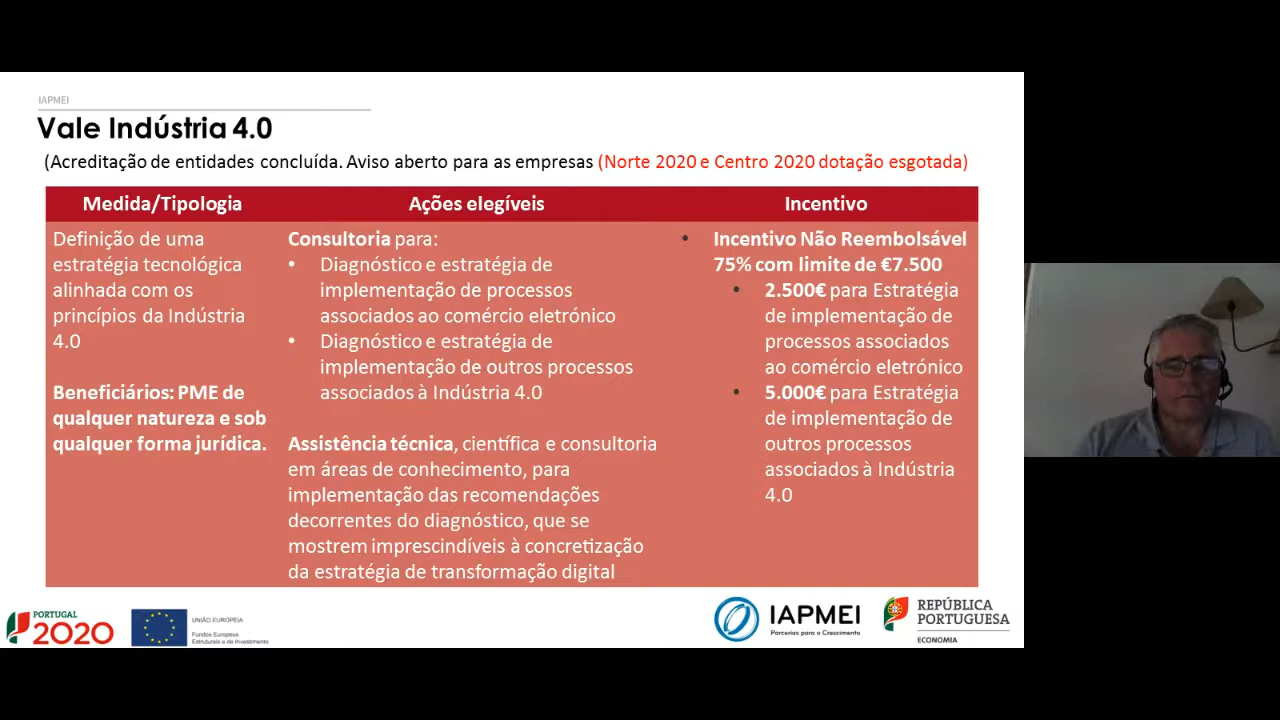 IAPMEI
Vale Indústria 4.0
(Acreditação de entidades concluída. Aviso aberto para as empresas (Norte 2020 e Centro 2020 dotação esgotada)
Medida/Tipologia
Definição de uma
estratégia tecnológica
alinhada com os
princípios da Indústria
4.0
Beneficiários: PME de
qualquer natureza e sob
qualquer forma jurídica.
Ações elegíveis
Consultoria para:
• Diagnóstico e estratégia de
implementação de processos
associados ao comércio eletrónico
• Diagnóstico e estratégia de
implementação de outros processos
associados à Indústria 4.0
Assistência técnica, científica e consultoria
em áreas de conhecimento, para
implementação das recomendações
decorrentes do diagnóstico, que se
mostrem imprescindíveis à concretização
da estratégia de transformação digital
Incentivo
• Incentivo Não Reembolsável
75% com limite de €7.500
• 2.500€ para Estratégia
de implementação de
processos associados
ao comércio eletrónico
• 5.000€ para Estratégia
de implementação de
outros processos
associados à Indústria
4.0
PORTUGAL
2020
UNIÃO EUROPEIA
Fundos Europeus
Estruturais e de Investimento
IAPMEI
Parcerias para o Crescimento
REPÚBLICA
PORTUGUESA
ECONOMIA